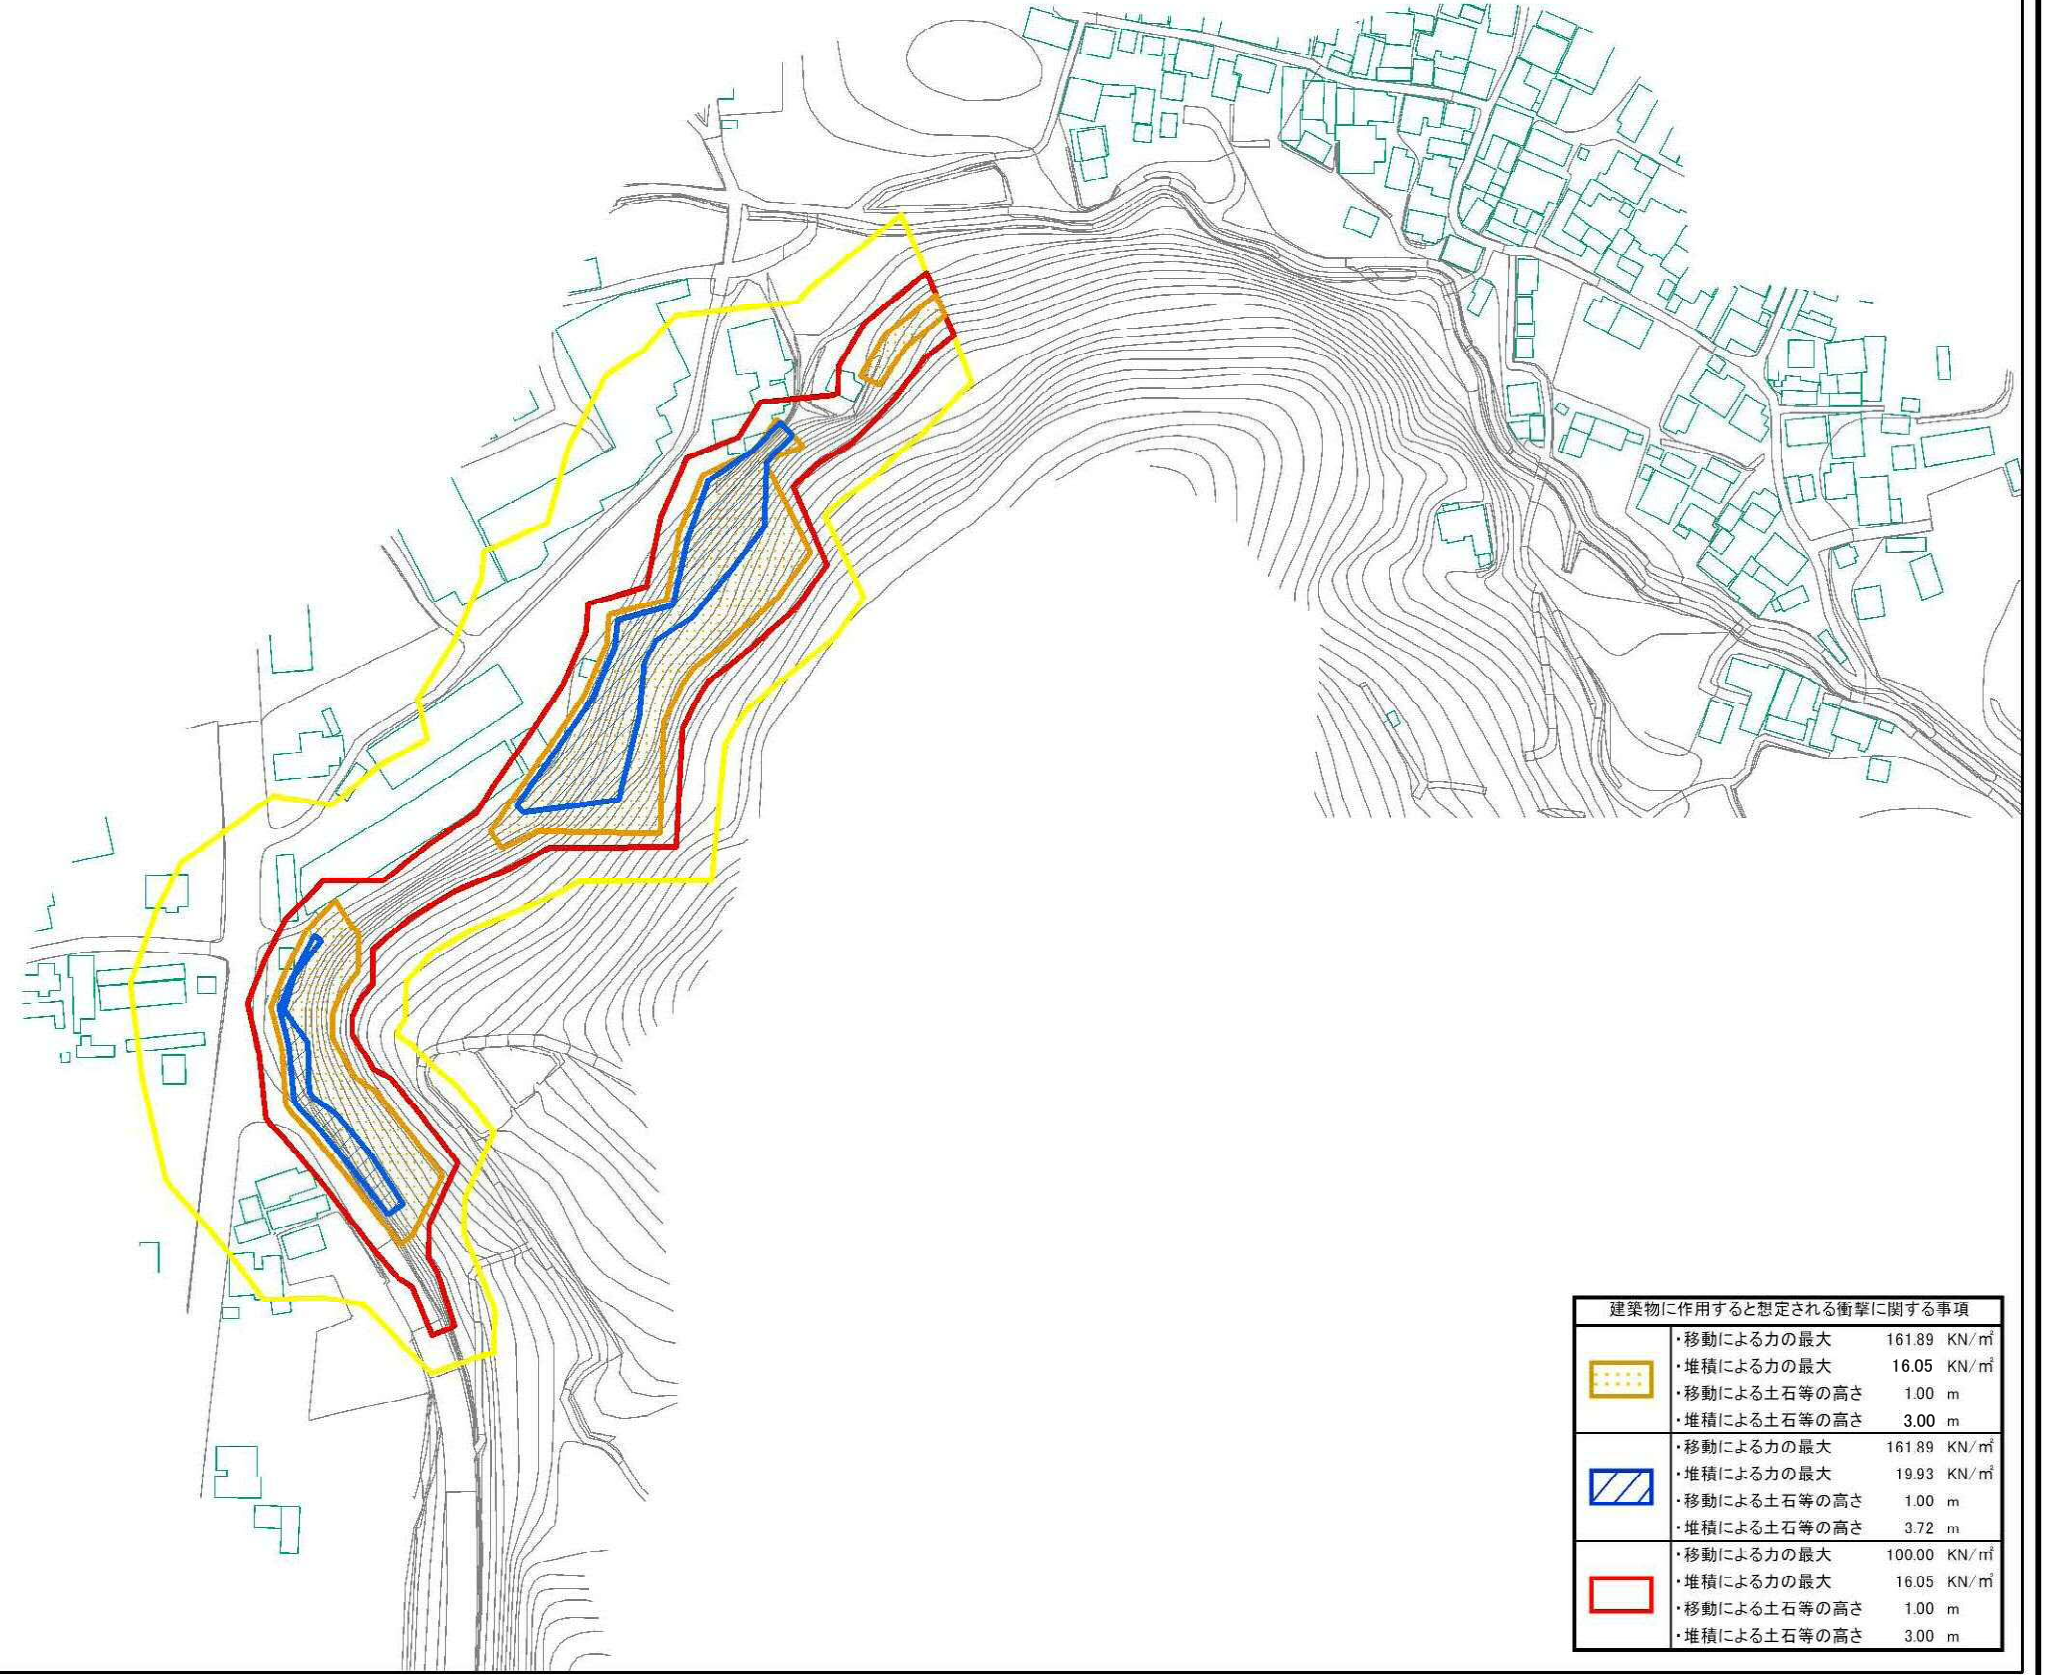 建築物に作用すると想定される衝撃に関する事項
・移動による力の最大 161.89 KN/㎡
・堆積による力の最大 16.05 KN/㎡
・移動による土石等の高さ 1.00 m
・堆積による土石等の高さ 3.00 m
・移動による力の最大 161.89 KN/㎡
・堆積による力の最大 19.93 KN/㎡
・移動による土石等の高さ 1.00 m
・堆積による土石等の高さ 3.72 m
・移動による力の最大 100.00 KN/㎡
・堆積による力の最大 16.05 KN/㎡
・移動による土石等の高さ 1.00 m
・堆積による土石等の高さ 3.00 m